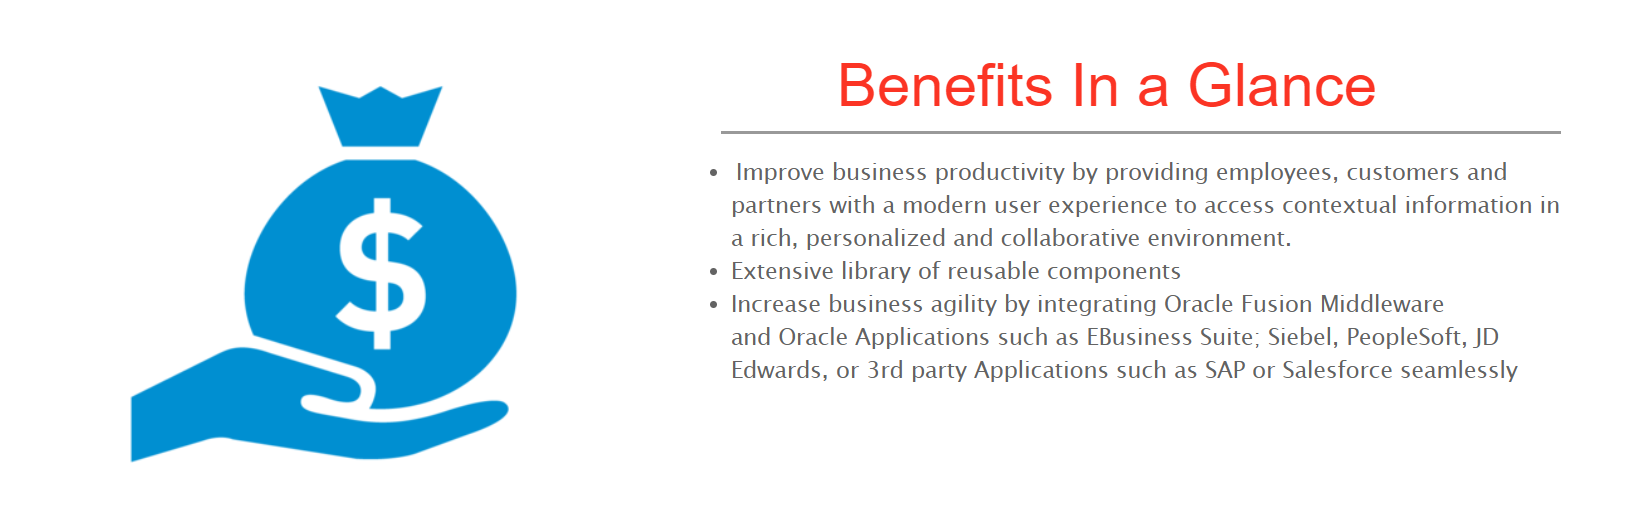 $
Benefits In a Glance
• Improve business productivity by providing employees, customers and
partners with a modern user experience to access contextual information in
a rich, personalized and collaborative environment.
• Extensive library of reusable components
• Increase business agility by integrating Oracle Fusion Middleware
and Oracle Applications such as EBusiness Suite; Siebel, PeopleSoft, JD
Edwards, or 3rd party Applications such as SAP or Salesforce seamlessly